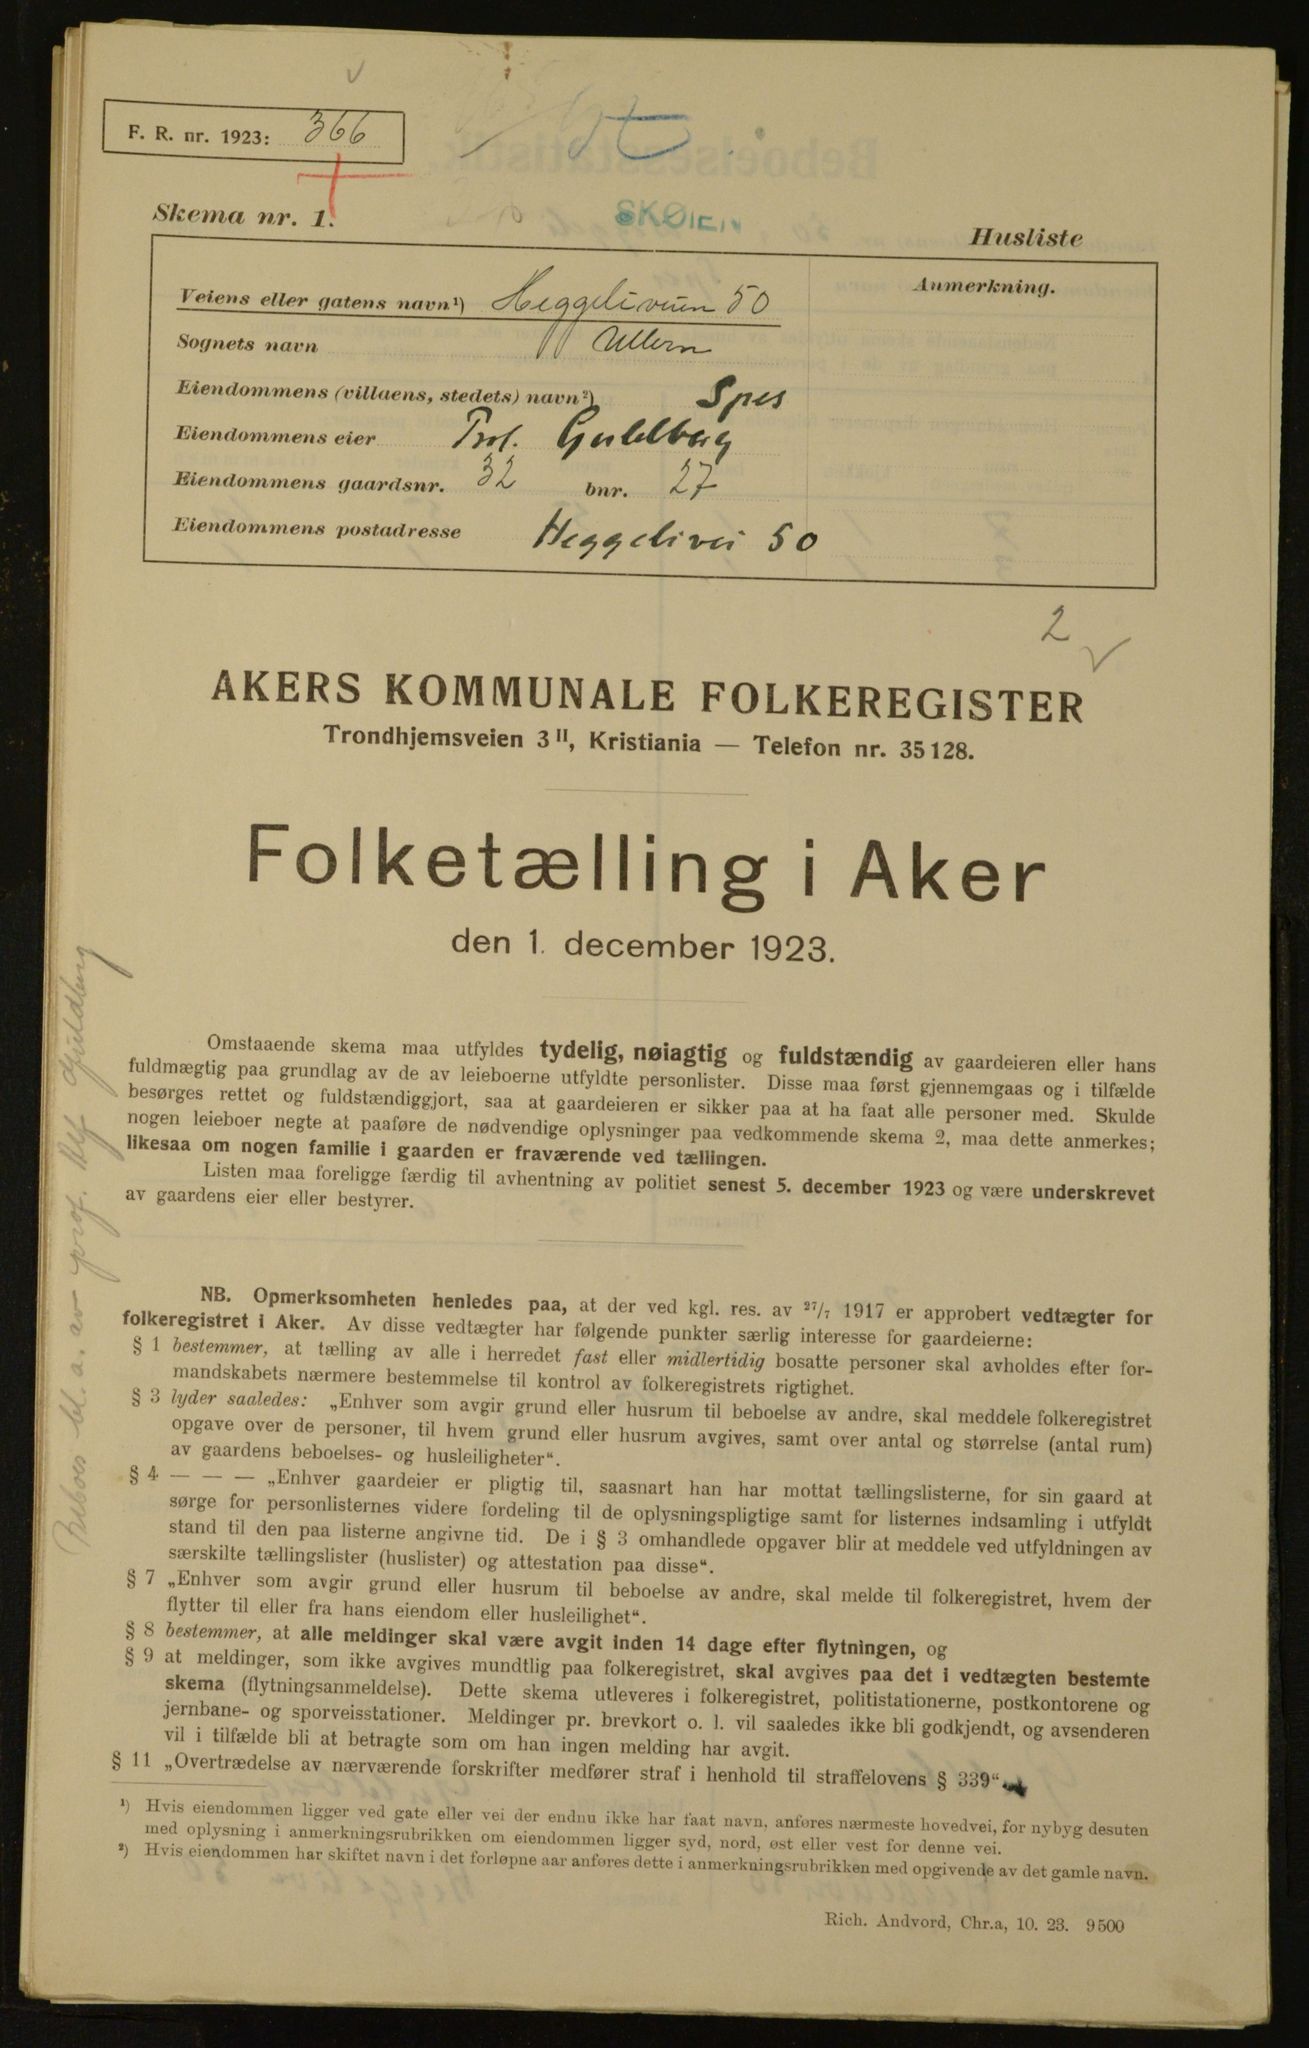 F. R. nr. 1923: 366
Skema nr. 1.
SKØIEN
Husliste
Veiens eller gatens navn¹) Heggeliveien 50
Anmerkning.
Sognets navn Ullern
Eiendommens (villaens, stedets) navn²) Spes
Eiendommens eier Prof. Guldberg
Eiendommens gaardsnr. 32 bnr. 27
Eiendommens postadresse Heggelivei 50
2
AKERS KOMMUNALE FOLKEREGISTER
Trondhjemsveien 3 II, Kristiania — Telefon nr. 35128.
Folketælling i Aker
den 1. december 1923.
Omstaaende skema maa utfyldes tydelig, nøiagtig og fuldstændig av gaardeieren eller hans
fuldmægtig paa grundlag av de av leieboerne utfyldte personlister. Disse maa først gjennemgaas og i tilfælde
besørges rettet og fuldstændiggjort, saa at gaardeieren er sikker paa at ha faat alle personer med. Skulde
nogen leieboer negte at paaføre de nødvendige oplysninger paa vedkommende skema 2, maa dette anmerkes;
likesaa om nogen familie i gaarden er fraværende ved tællingen.
Listen maa foreligge færdig til avhentning av politiet senest 5. december 1923 og være underskrevet
av gaardens eier eller bestyrer.
NB. Opmerksomheten henledes paa, at der ved kgl. res. av 27/7 1917 er approbert vedtægter for
folkeregistret i Aker. Av disse vedtægter har følgende punkter særlig interesse for gaardeierne:
§ 1 bestemmer, at tælling av alle i herredet fast eller midlertidig bosatte personer skal avholdes efter for-
mandskabets nærmere bestemmelse til kontrol av folkeregistrets rigtighet.
§ 3 lyder saaledes: „Enhver som avgir grund eller husrum til beboelse av andre, skal meddele folkeregistret
opgave over de personer, til hvem grund eller husrum avgives, samt over antal og størrelse (antal rum)
av gaardens beboelses- og husleiligheter“.
§ 4 — — — „Enhver gaardeier er pligtig til, saasnart han har mottat tællingslisterne, for sin gaard at
sørge for personlisternes videre fordeling til de oplysningspligtige samt for listernes indsamling i utfyldt
stand til den paa listerne angivne tid. De i § 3 omhandlede opgaver blir at meddele ved utfyldningen av
særskilte tællingslister (huslister) og attestation paa disse“.
§ 7 „Enhver som avgir grund eller husrum til beboelse av andre, skal melde til folkeregistret, hvem der
flytter til eller fra hans eiendom eller husleilighet“.
§ 8 bestemmer, at alle meldinger skal være avgit inden 14 dage efter flytningen, og
§ 9 at meldinger, som ikke avgives mundtlig paa folkeregistret, skal avgives paa det i vedtægten bestemte
skema (flytningsanmeldelse). Dette skema utleveres i folkeregistret, politistationerne, postkontorene og
jernbane- og sporveisstationer. Meldinger pr. brevkort o. l. vil saaledes ikke bli godkjendt, og avsenderen
vil i tilfælde bli at betragte som om han ingen melding har avgit.
§ 11 „Overtrædelse av nærværende forskrifter medfører straf i henhold til straffelovens § 339“.
¹) Hvis eiendommen ligger ved gate eller vei der endnu ikke har faat navn, anføres nærmeste hovedvei, for nybyg desuten
med oplysning i anmerkningsrubrikken om eiendommen ligger syd, nord, øst eller vest for denne vei.
²) Hvis eiendommen har skiftet navn i det forløpne aar anføres dette i anmerkningsrubrikken med opgivende av det gamle navn.
Rich. Andvord, Chr.a, 10. 23. 9500
Beboes bl. a. av prof. Alf Guldberg